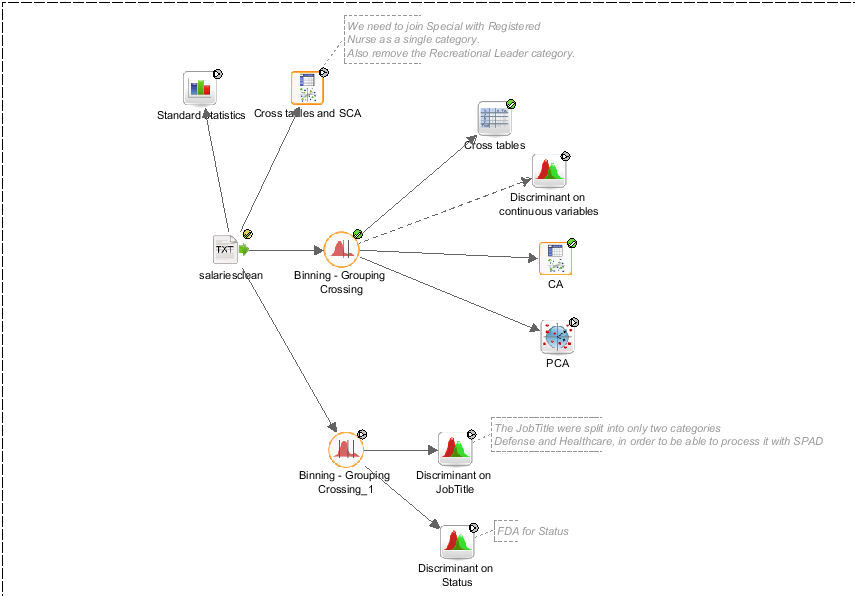 We need to join Special with Registered
Nurse as a single category.
Also remove the Recreational Leader category.
Standard Statistics
Cross tables and SCA
Cross tables
Discriminant on
continuous variables
TXT
salariesclean
Binning - Grouping
Crossing
CA
PCA
The JobTitle were split into only two categories
Defense and Healthcare, in order to be able to process it with SPAD
Binning - Grouping
Crossing_1
Discriminant on
JobTitle
FDA for Status
Discriminant on
Status